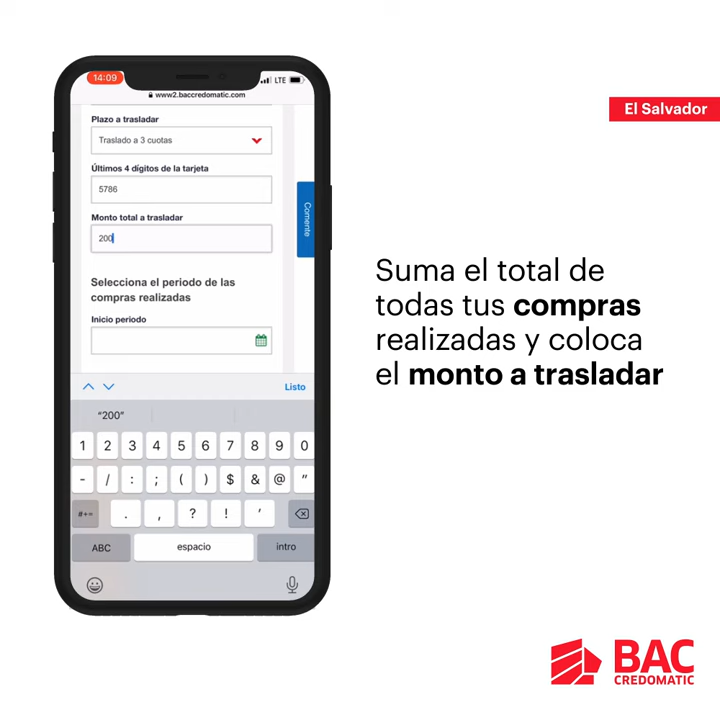 14:09
LTE
www2.baccredomatic.com
Plazo a trasladar
Traslado a 3 cuotas
Últimos 4 dígitos de la tarjeta
5786
Monto total a trasladar
200
Selecciona el periodo de las
compras realizadas
Inicio periodo
Comente
Listo
"200"
1 2 3 4 5 6 7 8 9 0
- / : ; ( ) $ & @ "
#+= . , ? ! '
ABC espacio intro
El Salvador
Suma el total de
todas tus compras
realizadas y coloca
el monto a trasladar
BAC
CREDOMATIC